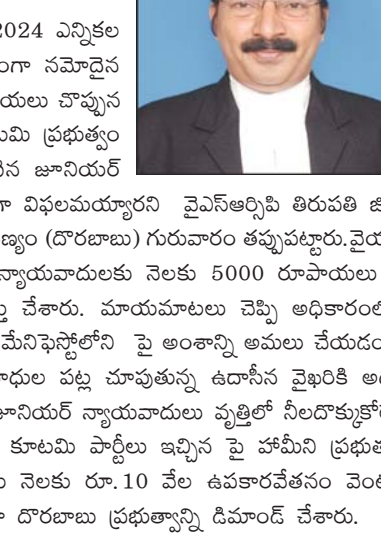 2024 ఎన్నికల
ంగా నమోదైన
యలు చొప్పున
మి ప్రభుత్వం
న జూనియర్
గా విఫలమయ్యారని వైఎస్ఆర్సిపి తిరుపతి జి
ణ్యం (దొరబాబు) గురువారం తప్పుపట్టారు.వైయ
న్యాయవాదులకు నెలకు 5000 రూపాయలు
్తు చేశారు. మాయమాటలు చెప్పి అధికారంల
మేనిఫెస్టోలోని పై అంశాన్ని అమలు చేయడం
ాధుల పట్ల చూపుతున్న ఉదాసీన వైఖరికి అ
జూనియర్ న్యాయవాదులు వృత్తిలో నిలదొక్కుకో
కూటమి పార్టీలు ఇచ్చిన పై హామీని ప్రభుత
నెలకు రూ.10 వేల ఉపకారవేతనం వెంట
దొరబాబు ప్రభుత్వాన్ని డిమాండ్ చేశారు.